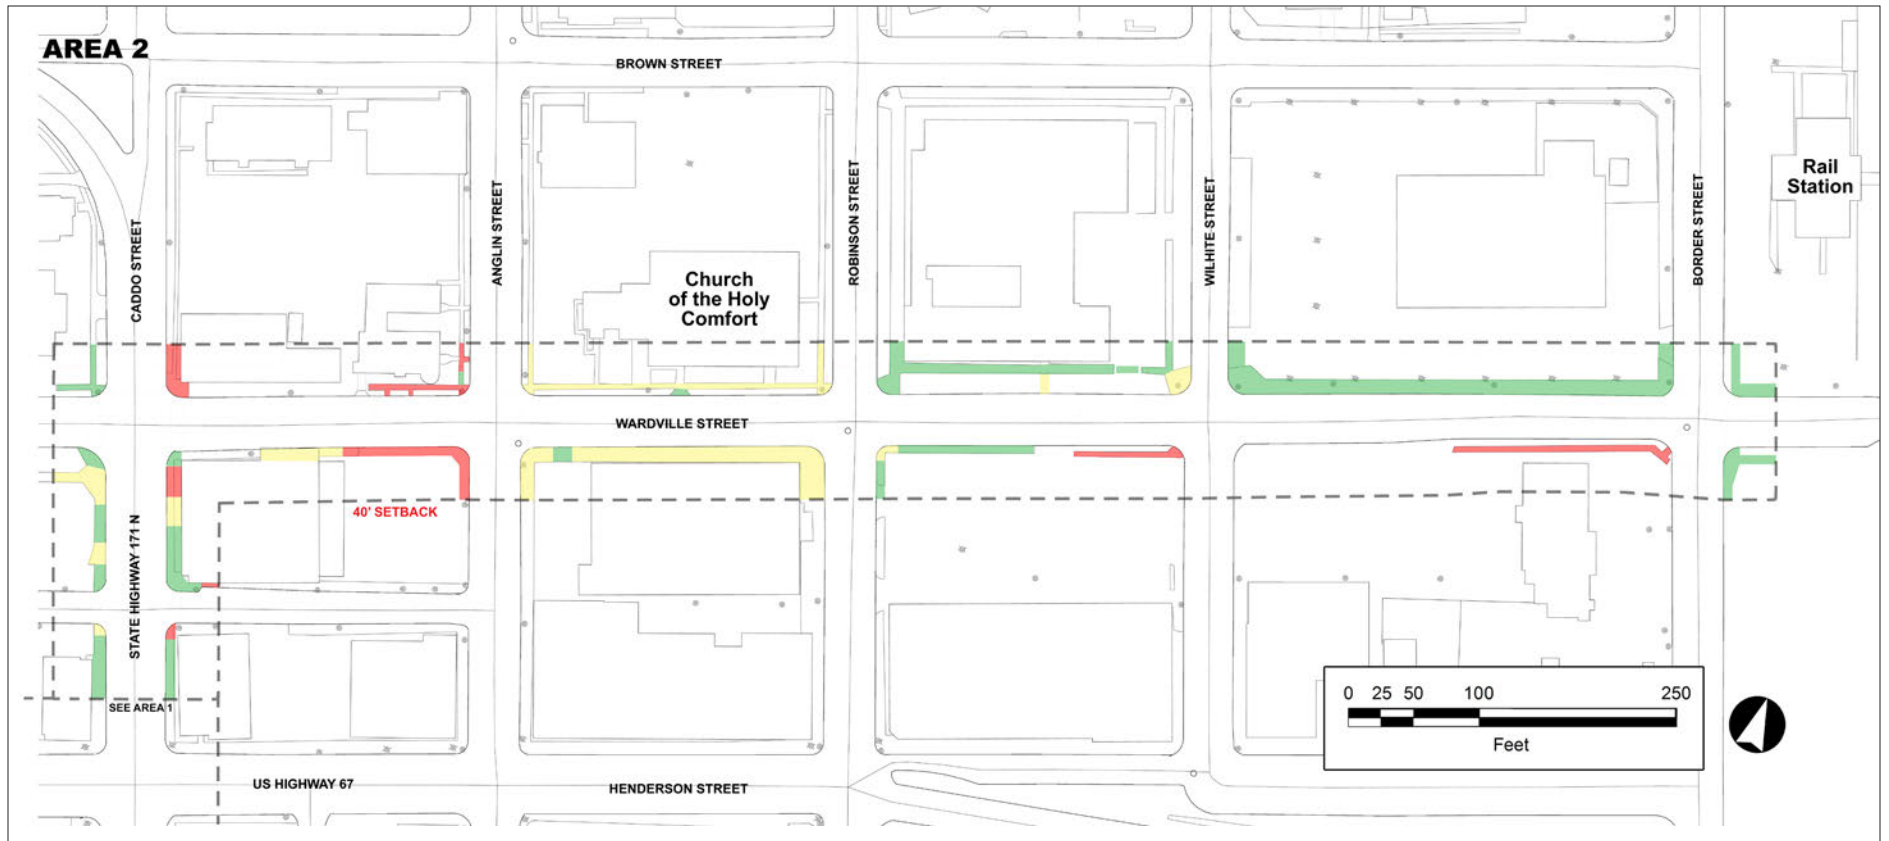 AREA 2
BROWN STREET
CADDO STREET
ANGLIN STREET
ROBINSON STREET
WILHITE STREET
BORDER STREET
Rail
Station
Church
of the Holy
Comfort
WARDVILLE STREET
40' SETBACK
STATE HIGHWAY 171 N
SEE AREA 1
US HIGHWAY 67
HENDERSON STREET
0 25 50 100 250
Feet